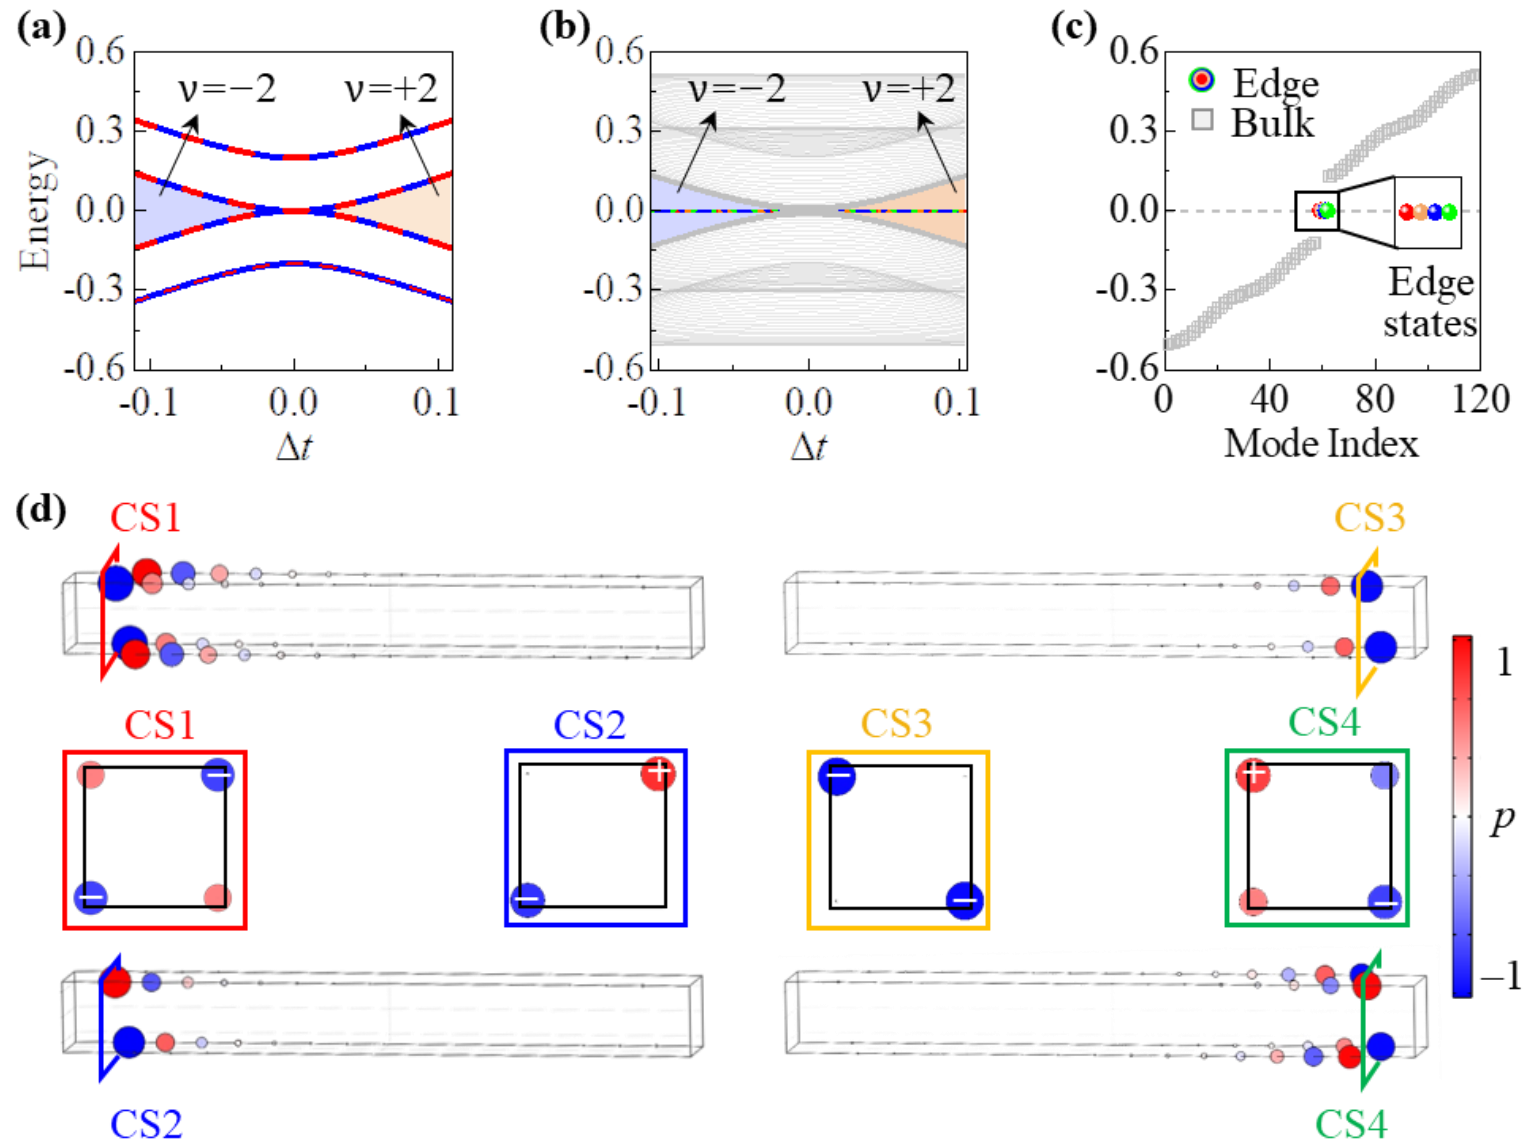 (a)
0.6
0.3
0.0
-0.3
-0.6
Energy
ν=−2
ν=+2
-0.1
0.0
0.1
Δt
(b)
0.6
0.3
0.0
-0.3
-0.6
ν=−2
ν=+2
-0.1
0.0
0.1
Δt
(c)
0.6
0.3
0.0
-0.3
-0.6
Edge
Bulk
Edge
states
0
40
80
120
Mode Index
(d)
CS1
CS3
CS1
CS2
CS3
CS4
−
−
+
−
−
−
+
−
1
p
−1
CS2
CS4